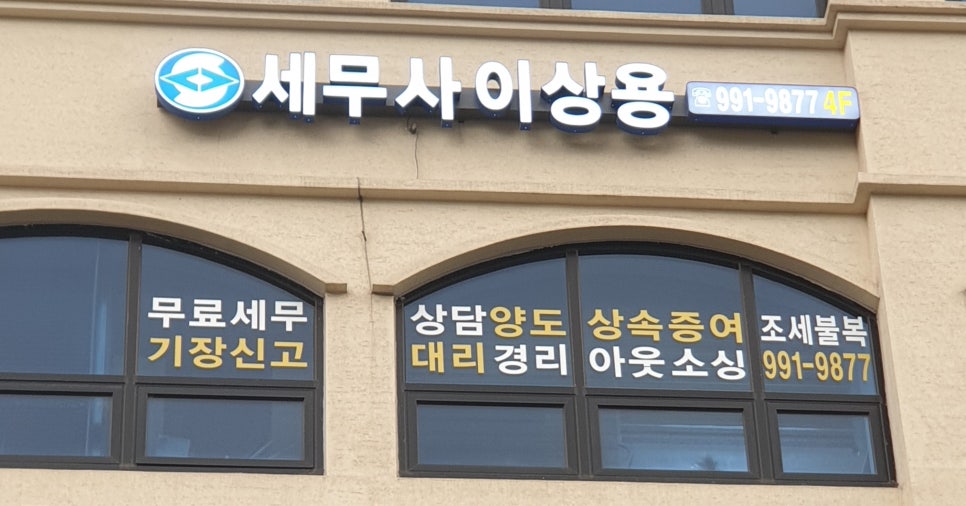 세무사 이상용 ☏ 991-9877 4F
무료세무
기장신고
상담양도 상속증여 조세불복
대리경리 아웃소싱 991-9877